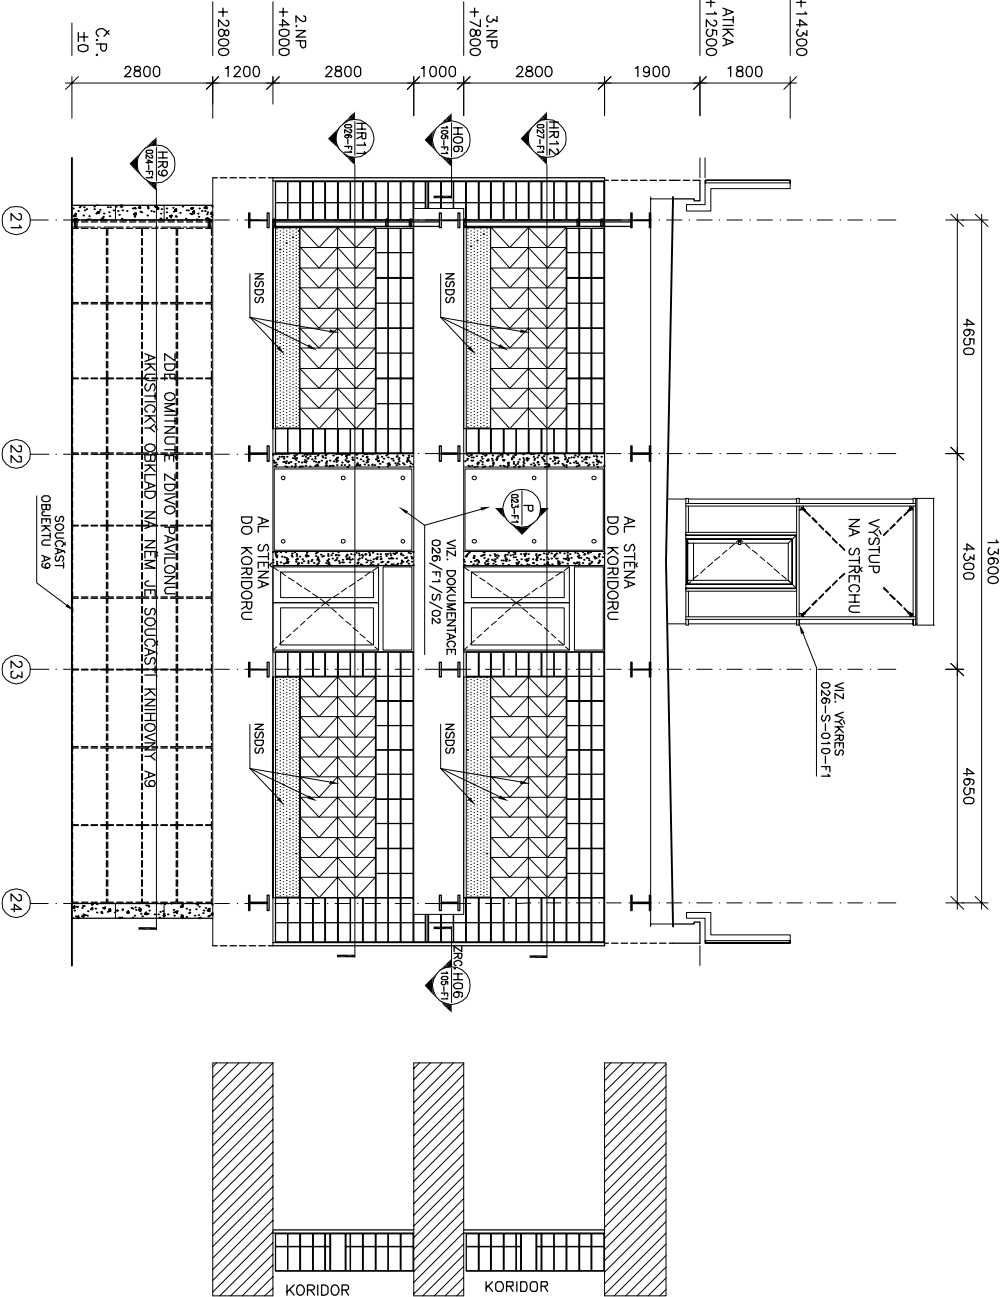 +14300
ATIKA
+12500
3.NP
+7800
2.NP
+4000
+2800
Č.P.
±0
2800
1200
2800
1000
2800
1900
1800
HR9
024-F1
HR11
026-F1
H06
105-F1
HR12
027-F1
21
22
23
24
4650
4300
4650
13600
NSDS
NSDS
NSDS
NSDS
P
023-F1
VÝSTUP
NA STŘECHU
VIZ. VÝKRES
026-S-010-F1
AL STĚNA
DO KORIDORU
VIZ. DOKUMENTACE
026/F1/S/02
AL STĚNA
DO KORIDORU
ZDE OMÍTNUTÉ ZDIVO PAVILONU
AKUSTICKÝ OBKLAD NA NĚM JE SOUČÁSTÍ KNIHOVNY A9
SOUČÁST
OBJEKTU A9
ZRC.H06
105-F1
KORIDOR
KORIDOR